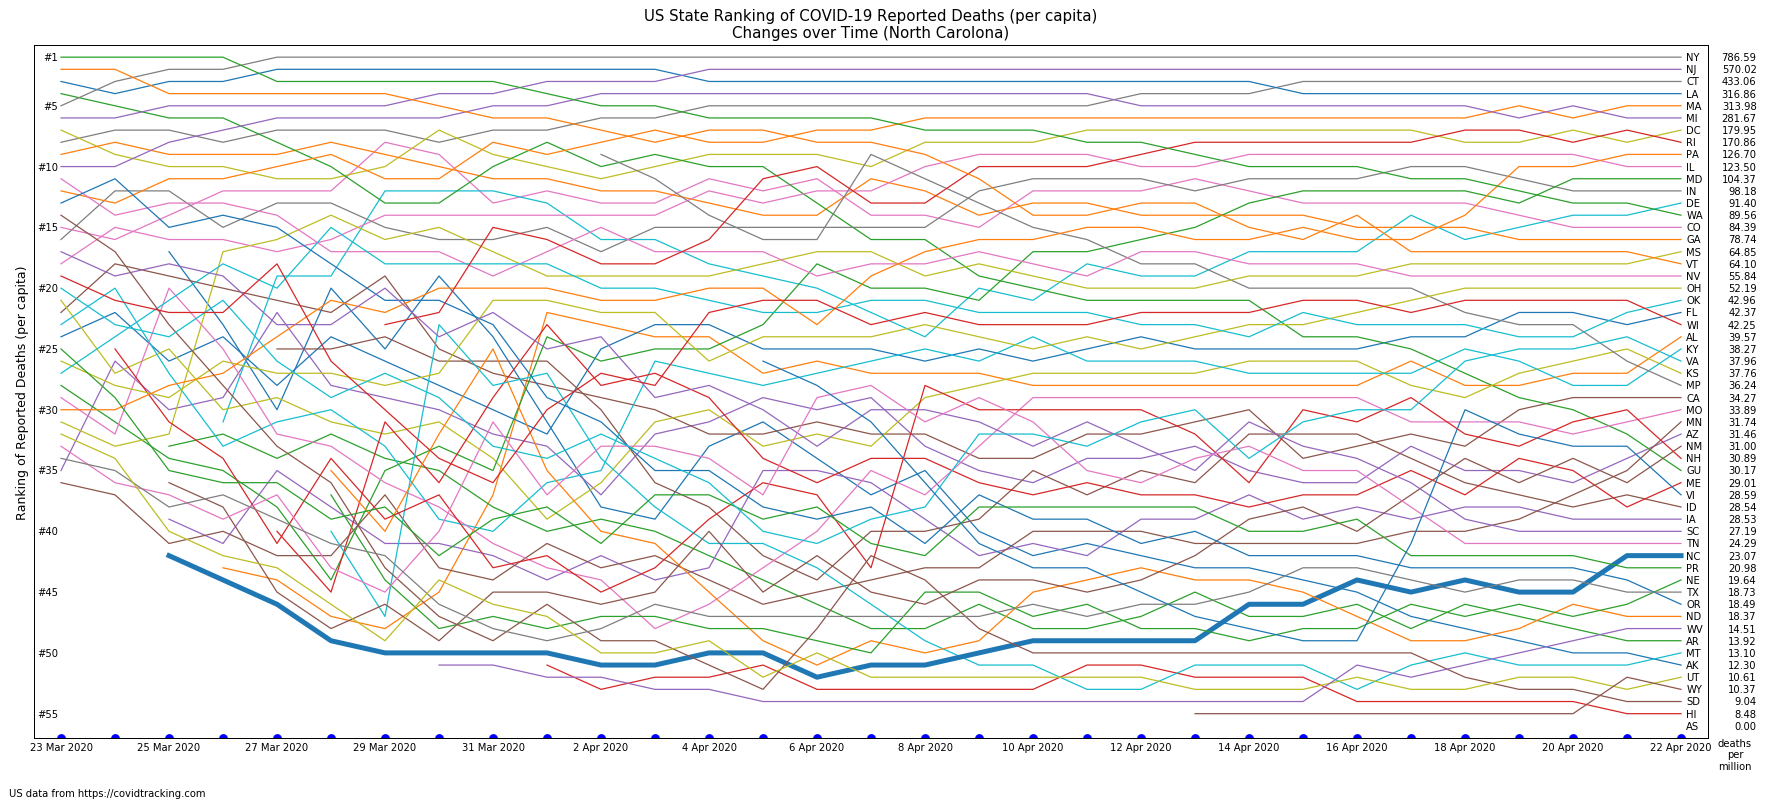 US State Ranking of COVID-19 Reported Deaths (per capita)
Changes over Time (North Carolona)
Ranking of Reported Deaths (per capita)
#1
#5
#10
#15
#20
#25
#30
#35
#40
#45
#50
#55
NY 786.59
NJ 570.02
CT 433.06
LA 316.86
MA 313.98
MI 281.67
DC 179.95
RI 170.86
PA 126.70
IL 123.50
MD 104.37
IN 98.18
DE 91.40
WA 89.56
CO 84.39
GA 78.74
MS 64.85
VT 64.10
NV 55.84
OH 52.19
OK 42.96
FL 42.37
WI 42.25
AL 39.57
KY 38.27
VA 37.96
KS 37.76
MP 36.24
CA 34.27
MO 33.89
MN 31.74
AZ 31.46
NM 31.00
NH 30.89
GU 30.17
ME 29.01
VI 28.59
ID 28.54
IA 28.53
SC 27.19
TN 24.29
NC 23.07
PR 20.98
NE 19.64
TX 18.73
OR 18.49
ND 18.37
WV 14.51
AR 13.92
MT 13.10
AK 12.30
UT 10.61
WY 10.37
SD 9.04
HI 8.48
AS 0.00
23 Mar 2020 25 Mar 2020 27 Mar 2020 29 Mar 2020 31 Mar 2020 2 Apr 2020 4 Apr 2020 6 Apr 2020 8 Apr 2020 10 Apr 2020 12 Apr 2020 14 Apr 2020 16 Apr 2020 18 Apr 2020 20 Apr 2020 22 Apr 2020
deaths
per
million
US data from https://covidtracking.com